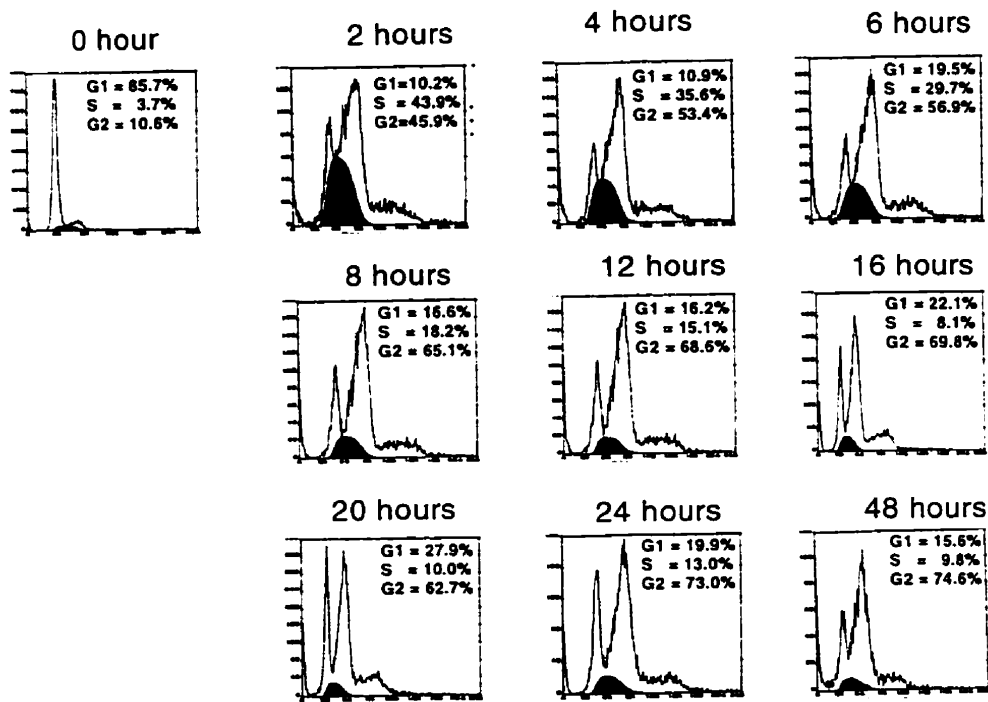 0 hour
G1 = 85.7%
S = 3.7%
G2 = 10.6%
2 hours
G1=10.2%
S = 43.9%
G2=45.9%
4 hours
G1 = 10.9%
S = 35.6%
G2 = 53.4%
6 hours
G1 = 19.5%
S = 29.7%
G2 = 56.9%
8 hours
G1 = 16.6%
S = 18.2%
G2 = 65.1%
12 hours
G1 = 16.2%
S = 15.1%
G2 = 68.6%
16 hours
G1 = 22.1%
S = 8.1%
G2 = 69.8%
20 hours
G1 = 27.9%
S = 10.0%
G2 = 62.7%
24 hours
G1 = 19.9%
S = 13.0%
G2 = 73.0%
48 hours
G1 = 15.6%
S = 9.8%
G2 = 74.6%